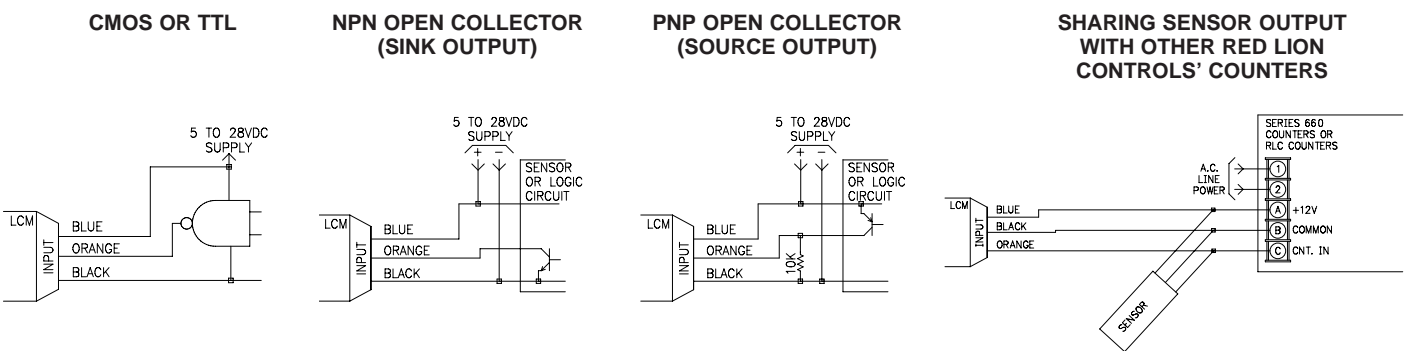 CMOS OR TTL
5 TO 28VDC
SUPPLY
LCM
INPUT
BLUE
ORANGE
BLACK
NPN OPEN COLLECTOR
(SINK OUTPUT)
5 TO 28VDC
SUPPLY
+ –
SENSOR
OR LOGIC
CIRCUIT
LCM
INPUT
BLUE
ORANGE
BLACK
PNP OPEN COLLECTOR
(SOURCE OUTPUT)
5 TO 28VDC
SUPPLY
+ –
SENSOR
OR LOGIC
CIRCUIT
LCM
INPUT
BLUE
ORANGE
BLACK
10K
SHARING SENSOR OUTPUT
WITH OTHER RED LION
CONTROLS' COUNTERS
SERIES 660
COUNTERS OR
RLC COUNTERS
A.C.
LINE
POWER
1
2
A +12V
B COMMON
C CNT. IN
LCM
INPUT
BLUE
BLACK
ORANGE
SENSOR